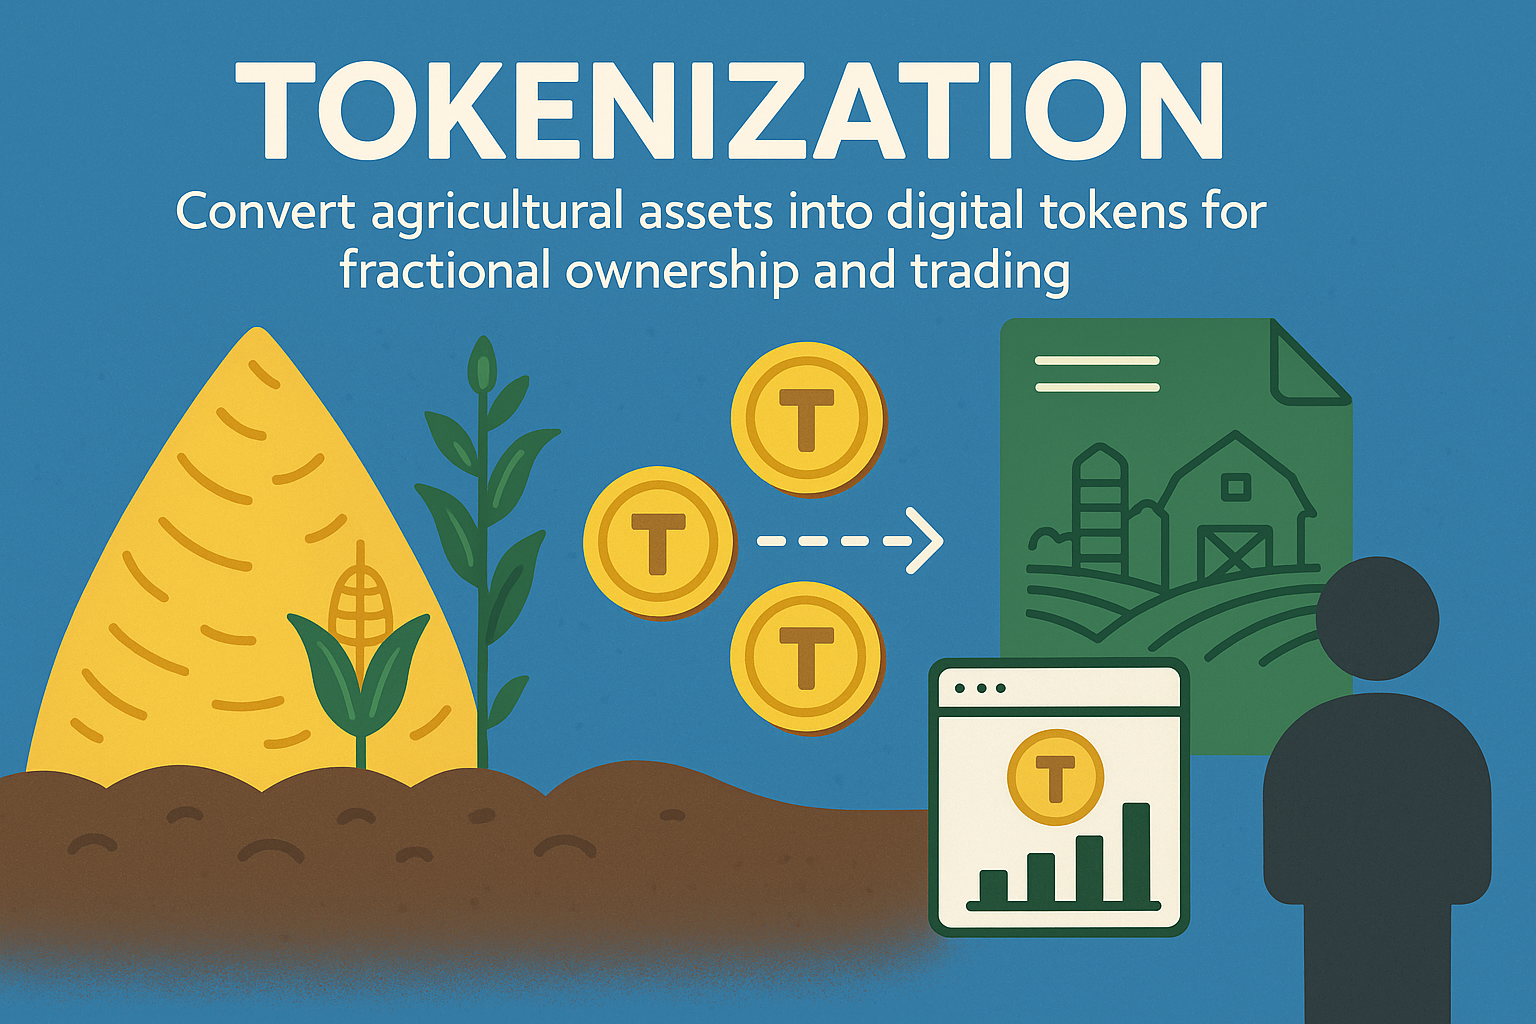 TOKENIZATION
Convert agricultural assets into digital tokens for
fractional ownership and trading
T
T
T
T